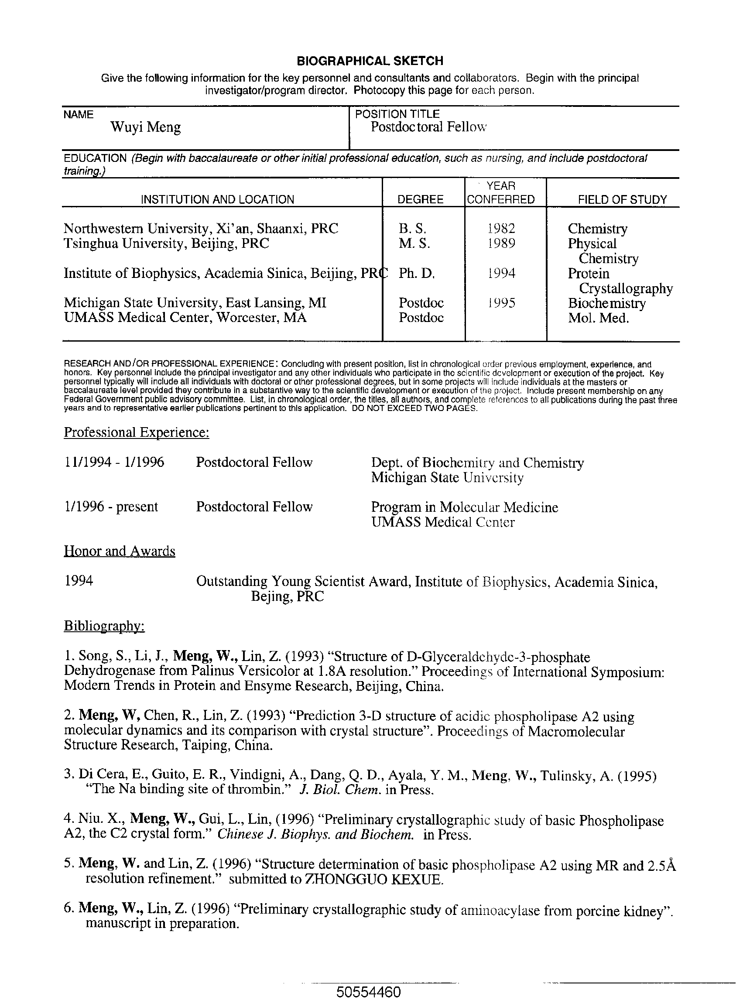 BIOGRAPHICAL SKETCH
Give the following information for the key personnel and consultants and collaborators. Begin with the principal
investigator/program director. Photocopy this page for each person.
NAME
Wuyi Meng
POSITION TITLE
Postdoctoral Fellow
EDUCATION (Begin with baccalaureate or other initial professional education, such as nursing, and include postdoctoral
training.)
INSTITUTION AND LOCATION DEGREE YEAR CONFERRED FIELD OF STUDY
Northwestern University, Xi'an, Shaanxi, PRC B. S. 1982 Chemistry
Tsinghua University, Beijing, PRC M. S. 1989 Physical
Chemistry
Institute of Biophysics, Academia Sinica, Beijing, PRC Ph. D. 1994 Protein
Crystallography
Michigan State University, East Lansing, MI Postdoc 1995 Biochemistry
UMASS Medical Center, Worcester, MA Postdoc Mol. Med.
RESEARCH AND/OR PROFESSIONAL EXPERIENCE: Concluding with present position, list in chronological order previous employment, experience, and
honors. Key personnel include the principal investigator and any other individuals who participate in the scientific development or execution of the project. Key
personnel typically will include all individuals with doctoral or other professional degrees, but in some projects will include individuals at the masters or
baccalaureate level provided they contribute in a substantive way to the scientific development or execution of the project. Include present membership on any
Federal Government public advisory committee. List, in chronological order, the titles, all authors, and complete references to all publications during the past three
years and to representative earlier publications pertinent to this application. DO NOT EXCEED TWO PAGES.
Professional Experience:
11/1994 - 1/1996 Postdoctoral Fellow Dept. of Biochemitry and Chemistry
Michigan State University
1/1996 - present Postdoctoral Fellow Program in Molecular Medicine
UMASS Medical Center
Honor and Awards
1994 Outstanding Young Scientist Award, Institute of Biophysics, Academia Sinica,
Bejing, PRC
Bibliography:
1. Song, S., Li, J., Meng, W., Lin, Z. (1993) "Structure of D-Glyceraldehyde-3-phosphate
Dehydrogenase from Palinus Versicolor at 1.8A resolution." Proceedings of International Symposium:
Modern Trends in Protein and Ensyme Research, Beijing, China.
2. Meng, W, Chen, R., Lin, Z. (1993) "Prediction 3-D structure of acidic phospholipase A2 using
molecular dynamics and its comparison with crystal structure". Proceedings of Macromolecular
Structure Research, Taiping, China.
3. Di Cera, E., Guito, E. R., Vindigni, A., Dang, Q. D., Ayala, Y. M., Meng, W., Tulinsky, A. (1995)
"The Na binding site of thrombin." J. Biol. Chem. in Press.
4. Niu. X., Meng, W., Gui, L., Lin, (1996) "Preliminary crystallographic study of basic Phospholipase
A2, the C2 crystal form." Chinese J. Biophys. and Biochem. in Press.
5. Meng, W. and Lin, Z. (1996) "Structure determination of basic phospholipase A2 using MR and 2.5Å
resolution refinement." submitted to ZHONGGUO KEXUE.
6. Meng, W., Lin, Z. (1996) "Preliminary crystallographic study of aminoacylase from porcine kidney".
manuscript in preparation.
50554460